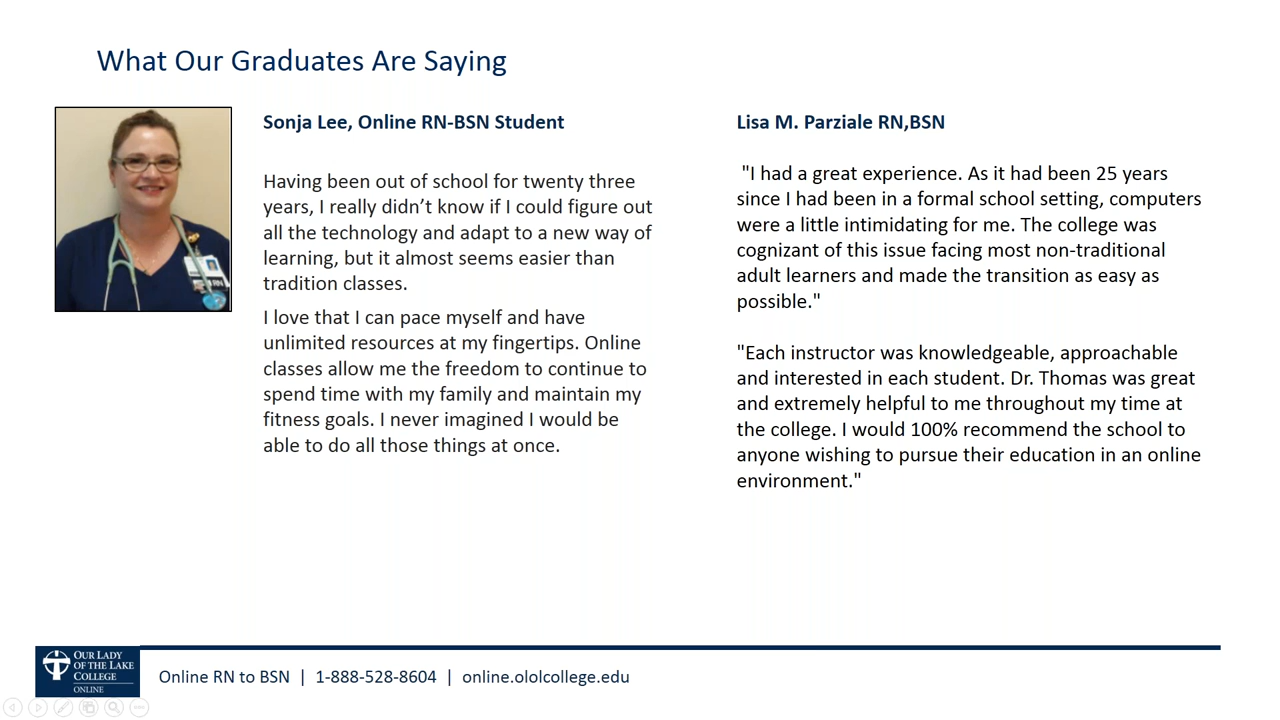 What Our Graduates Are Saying
Sonja Lee, Online RN-BSN Student
Having been out of school for twenty three
years, I really didn’t know if I could figure out
all the technology and adapt to a new way of
learning, but it almost seems easier than
tradition classes.
I love that I can pace myself and have
unlimited resources at my fingertips. Online
classes allow me the freedom to continue to
spend time with my family and maintain my
fitness goals. I never imagined I would be
able to do all those things at once.
Lisa M. Parziale RN,BSN
"I had a great experience. As it had been 25 years
since I had been in a formal school setting, computers
were a little intimidating for me. The college was
cognizant of this issue facing most non-traditional
adult learners and made the transition as easy as
possible."
"Each instructor was knowledgeable, approachable
and interested in each student. Dr. Thomas was great
and extremely helpful to me throughout my time at
the college. I would 100% recommend the school to
anyone wishing to pursue their education in an online
environment."
RN
OUR LADY
OF THE LAKE
COLLEGE
ONLINE
Online RN to BSN | 1-888-528-8604 | online.ololcollege.edu